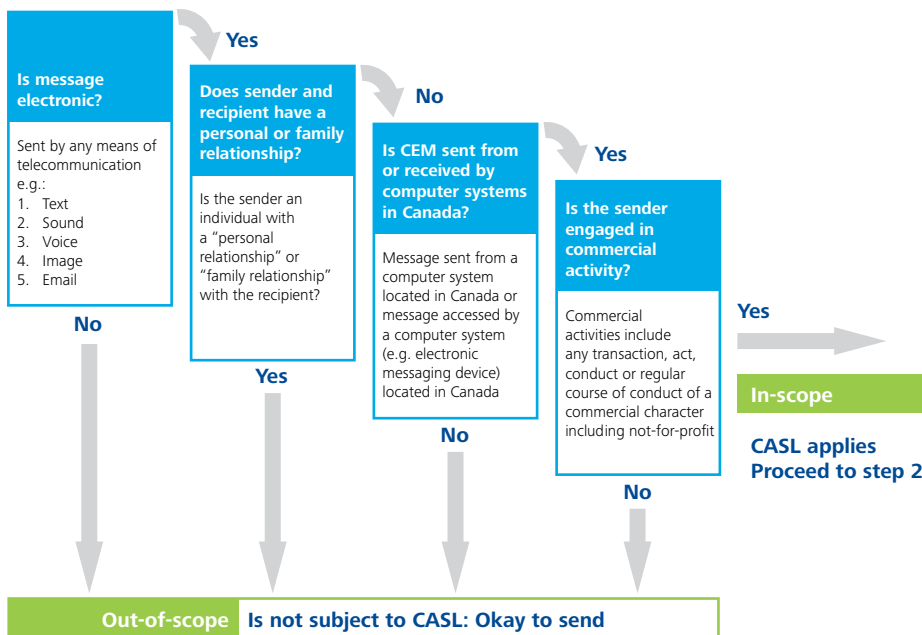 Is message
electronic?
Sent by any means of
telecommunication
e.g.:
1. Text
2. Sound
3. Voice
4. Image
5. Email
Yes
No
Does sender and
recipient have a
personal or family
relationship?
Is the sender an
individual with
a “personal
relationship” or
“family relationship”
with the recipient?
No
Yes
Is CEM sent from
or received by
computer systems
in Canada?
Message sent from a
computer system
located in Canada or
message accessed by
a computer system
(e.g. electronic
messaging device)
located in Canada
Yes
No
Is the sender
engaged in
commercial
activity?
Commercial
activities include
any transaction, act,
conduct or regular
course of conduct of a
commercial character
including not-for-profit
Yes
No
In-scope
CASL applies
Proceed to step 2
Out-of-scope Is not subject to CASL: Okay to send